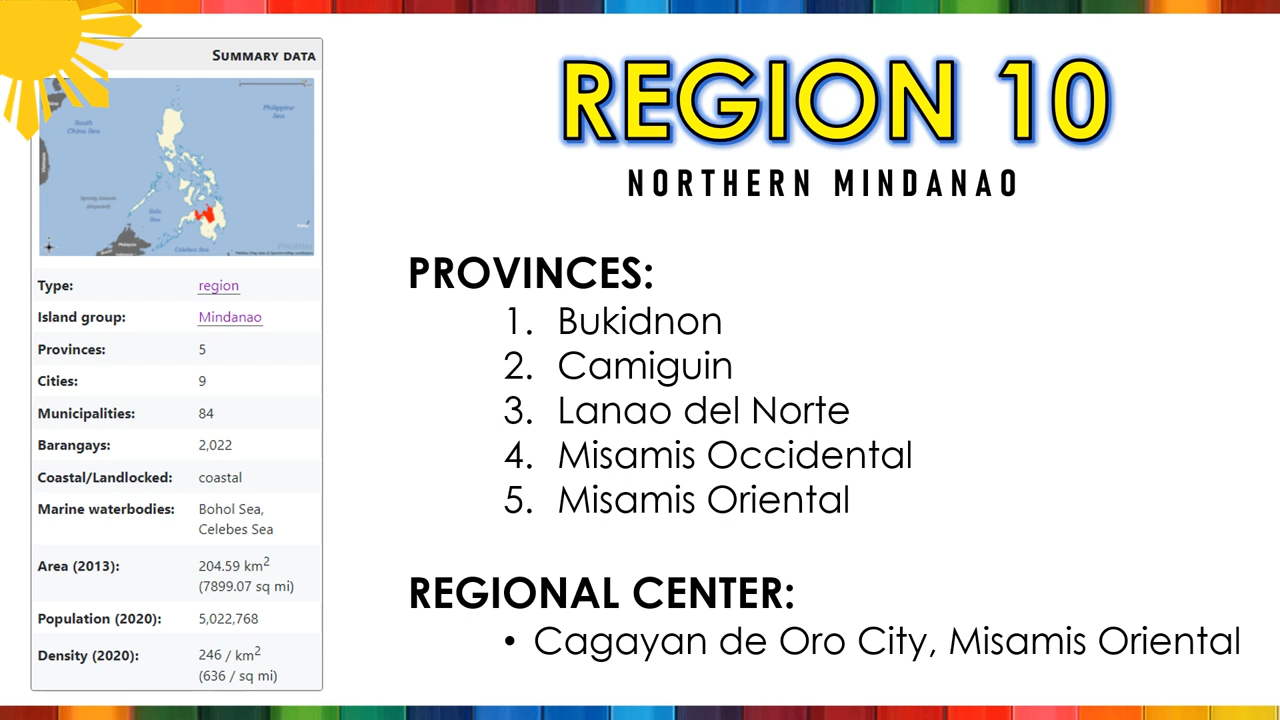 SUMMARY DATA
South
China Sea
Philippine
Sea
Sulu
Sea
Malaysia
Celebes Sea
PhilAtlas
Type: region
Island group: Mindanao
Provinces: 5
Cities: 9
Municipalities: 84
Barangays: 2,022
Coastal/Landlocked: coastal
Marine waterbodies: Bohol Sea,
Celebes Sea
Area (2013): 204.59 km2
(7899.07 sq mi)
Population (2020): 5,022,768
Density (2020): 246 / km2
(636 / sq mi)
REGION 10
NORTHERN MINDANAO
PROVINCES:
1. Bukidnon
2. Camiguin
3. Lanao del Norte
4. Misamis Occidental
5. Misamis Oriental
REGIONAL CENTER:
• Cagayan de Oro City, Misamis Oriental